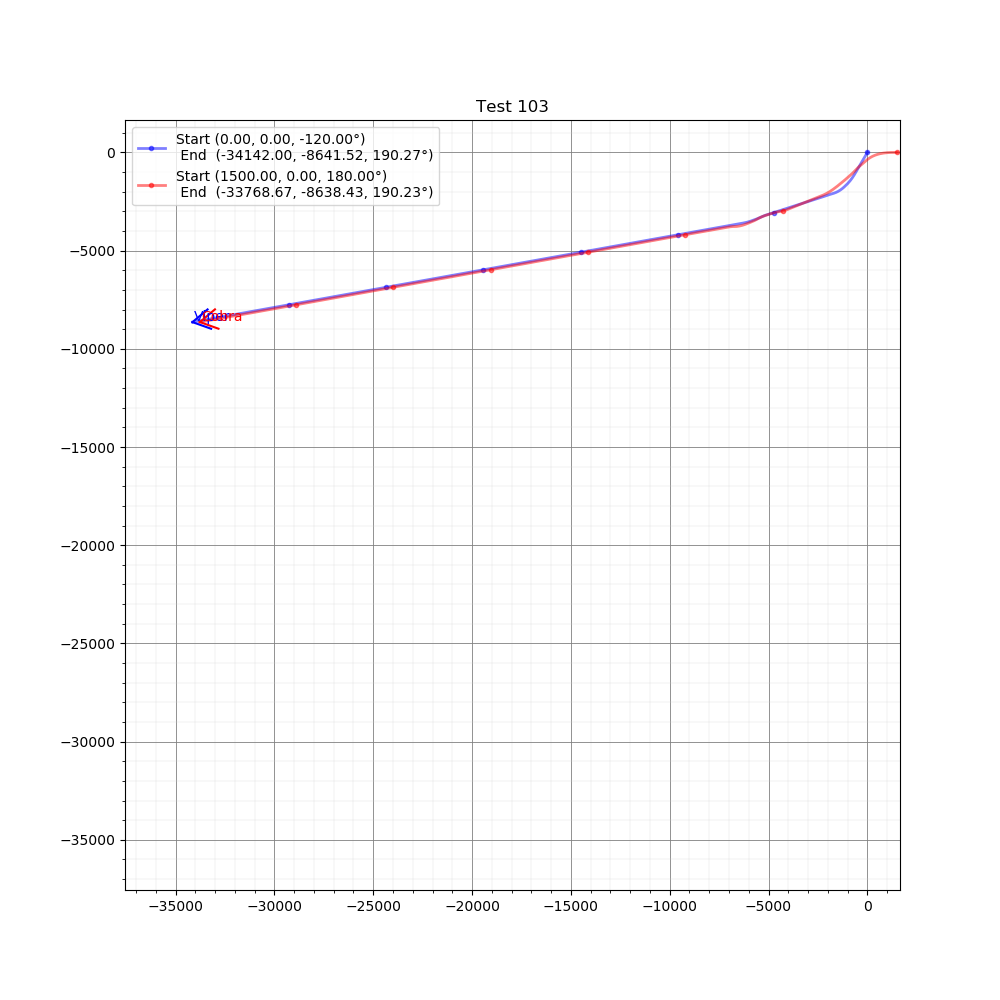 Test 103
Start (0.00, 0.00, -120.00°)
End (-34142.00, -8641.52, 190.27°)
Start (1500.00, 0.00, 180.00°)
End (-33768.67, -8638.43, 190.23°)
0
−5000
−10000
−15000
−20000
−25000
−30000
−35000
−35000 −30000 −25000 −20000 −15000 −10000 −5000 0